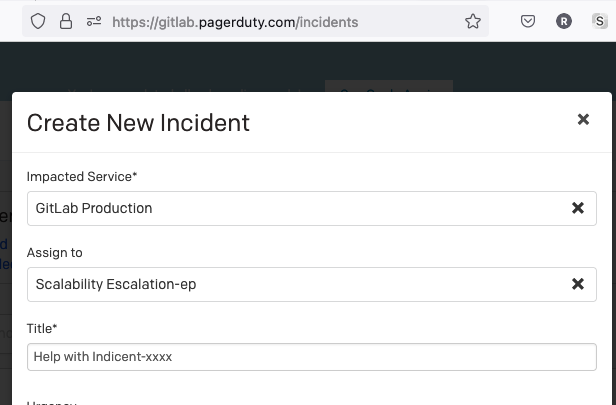 https://gitlab.pagerduty.com/incidents
R
S
Create New Incident
Impacted Service*
GitLab Production
Assign to
Scalability Escalation-ep
Title*
Help with Indicent-xxxx
Urgency